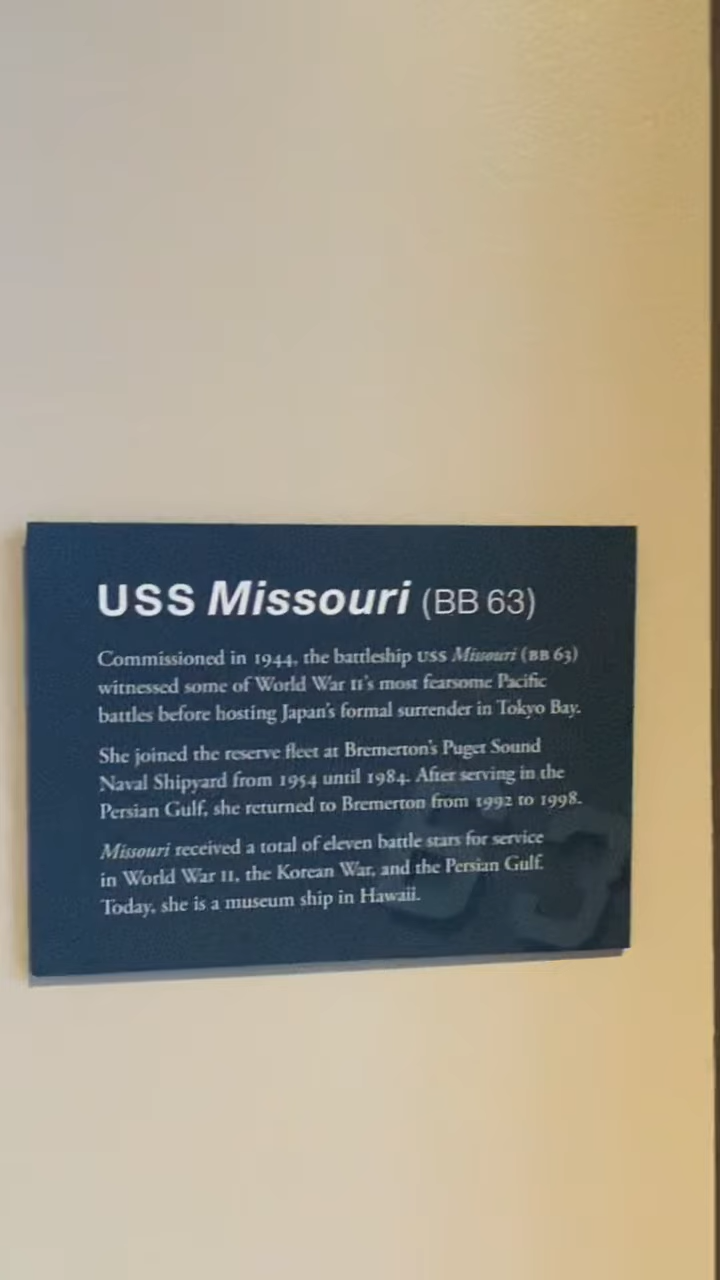 USS Missouri (BB 63)
Commissioned in 1944, the battleship USS Missouri (BB 63)
witnessed some of World War II's most fearsome Pacific
battles before hosting Japan's formal surrender in Tokyo Bay.
She joined the reserve fleet at Bremerton's Puget Sound
Naval Shipyard from 1954 until 1984. After serving in the
Persian Gulf, she returned to Bremerton from 1992 to 1998.
Missouri received a total of eleven battle stars for service
in World War II, the Korean War, and the Persian Gulf.
Today, she is a museum ship in Hawaii.
63